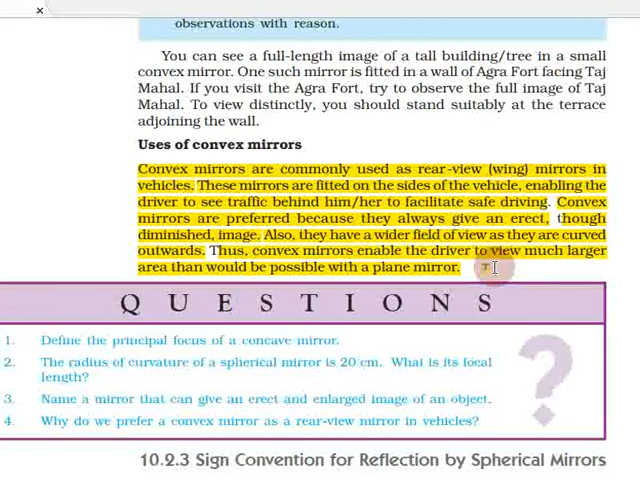 observations with reason.
You can see a full-length image of a tall building/tree in a small
convex mirror. One such mirror is fitted in a wall of Agra Fort facing Taj
Mahal. If you visit the Agra Fort, try to observe the full image of Taj
Mahal. To view distinctly, you should stand suitably at the terrace
adjoining the wall.
Uses of convex mirrors
Convex mirrors are commonly used as rear-view (wing) mirrors in
vehicles. These mirrors are fitted on the sides of the vehicle, enabling the
driver to see traffic behind him/her to facilitate safe driving. Convex
mirrors are preferred because they always give an erect, though
diminished, image. Also, they have a wider field of view as they are curved
outwards. Thus, convex mirrors enable the driver to view much larger
area than would be possible with a plane mirror.
QUESTIONS
1. Define the principal focus of a concave mirror.
2. The radius of curvature of a spherical mirror is 20 cm. What is its focal
length?
3. Name a mirror that can give an erect and enlarged image of an object.
4. Why do we prefer a convex mirror as a rear-view mirror in vehicles?
?
10.2.3 Sign Convention for Reflection by Spherical Mirrors